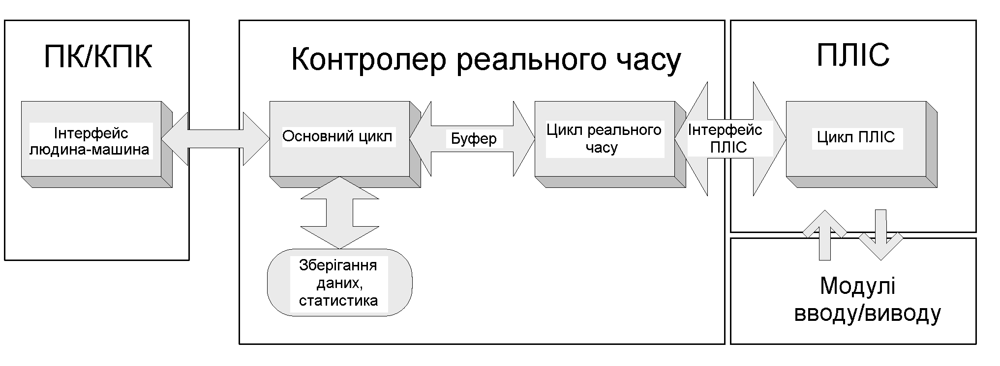 ПК/КПК
Інтерфейс
людина-машина
Контролер реального часу
Основний цикл
Буфер
Цикл реального
часу
Зберігання
даних,
статистика
Інтерфейс
ПЛІС
ПЛІС
Цикл ПЛІС
Модулі
вводу/виводу